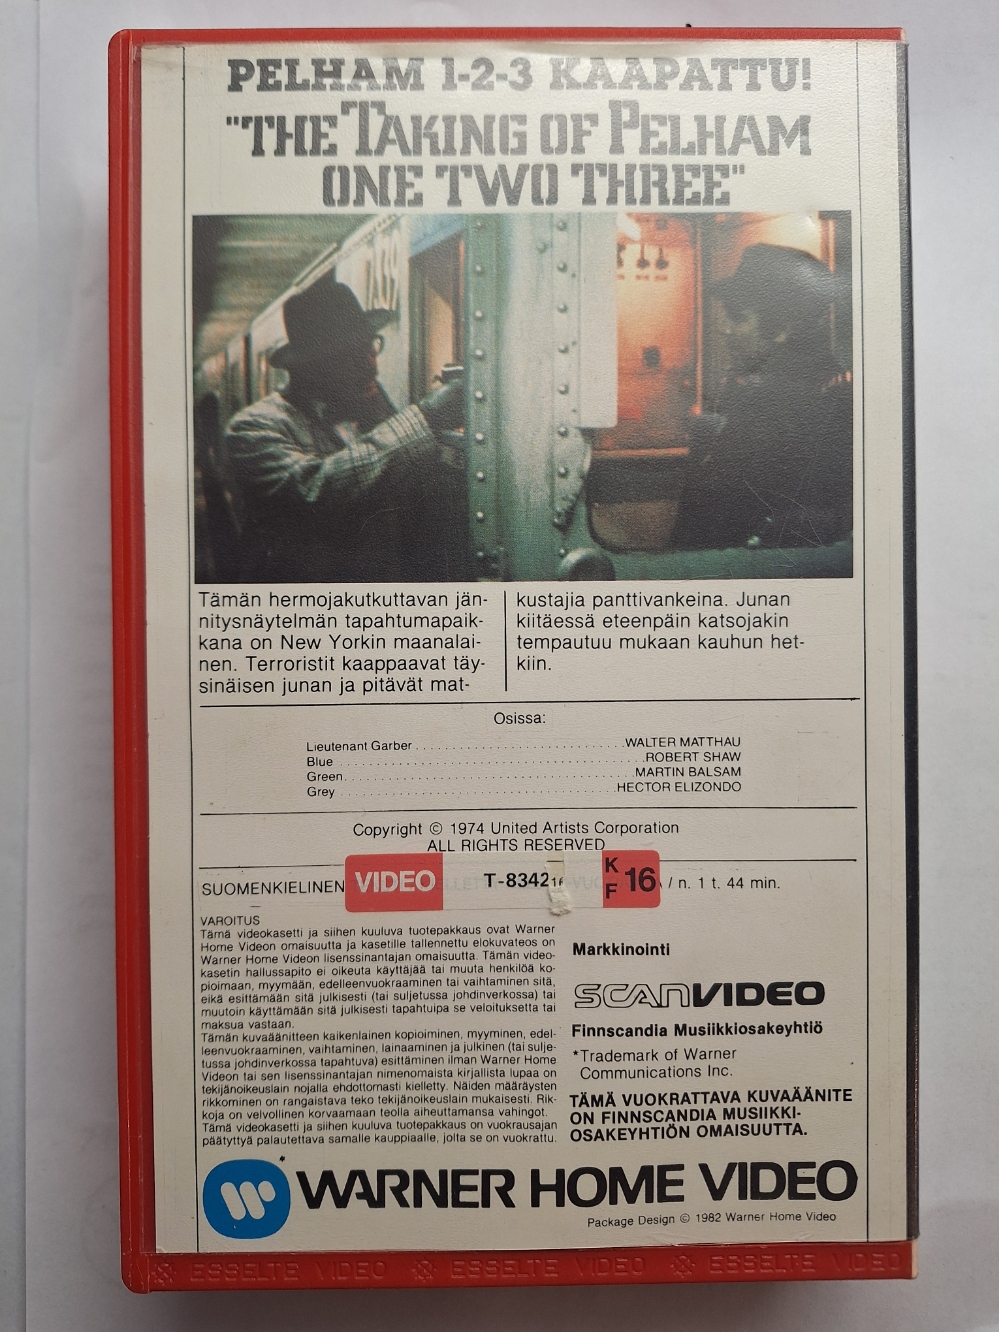 PELHAM 1-2-3 KAAPATTU!
"THE TAKING OF PELHAM
ONE TWO THREE"
Tämän hermojakutkuttavan jän-
nitysnäytelmän tapahtumapaik-
kana on New Yorkin maanalai-
nen. Terroristit kaappaavat täy-
sinäisen junan ja pitävät mat-
kustajia panttivankeina. Junan
kiitäessä eteenpäin katsojakin
tempautuu mukaan kauhun het-
kiin.
Osissa:
Lieutenant Garber WALTER MATTHAU
Blue ROBERT SHAW
Green MARTIN BALSAM
Grey HECTOR ELIZONDO
Copyright © 1974 United Artists Corporation
ALL RIGHTS RESERVED
SUOMENKIELINEN VIDEO T-8342 16 K F 16 / n. 1 t. 44 min.
VAROITUS
Tämä videokasetti ja siihen kuuluva tuotepakkaus ovat Warner
Home Videon omaisuutta ja kasetille tallennettu elokuvateos on
Warner Home Videon lisenssinantajan omaisuutta. Tämän video-
kasetin hallussapito ei oikeuta käyttäjää tai muuta henkilöä ko-
pioimaan, myymään, edelleenvuokraamaan tai vaihtamaan sitä,
eikä esittämään sitä julkisesti (tai suljetussa johdinverkossa) tai
muutoin käyttämään sitä julkisesti tapahtuipa se veloituksetta tai
maksua vastaan.
Tämän kuvaäänitteen kaikenlainen kopioiminen, myyminen, edel-
leenvuokraaminen, vaihtaminen, lainaaminen ja julkinen (tai sulje-
tussa johdinverkossa tapahtuva) esittäminen ilman Warner Home
Videon tai sen lisenssinantajan nimenomaista kirjallista lupaa on
tekijänoikeuslain nojalla ehdottomasti kielletty. Näiden määräysten
rikkominen on rangaistava teko tekijänoikeuslain mukaisesti. Rik-
koja on velvollinen korvaamaan teolla aiheuttamansa vahingot.
Tämä videokasetti ja siihen kuuluva tuotepakkaus on vuokrausajan
päätyttyä palautettava samalle kauppiaalle, jolta se on vuokrattu.
Markkinointi
SCANVIDEO
Finnscandia Musiikkiosakeyhtiö
*Trademark of Warner
Communications Inc.
TÄMÄ VUOKRATTAVA KUVAÄÄNITE
ON FINNSCANDIA MUSIIKKI-
OSAKEYHTIÖN OMAISUUTTA.
* WARNER HOME VIDEO
Package Design © 1982 Warner Home Video
ESSELTE VIDEO ESSELTE VIDEO ESSELTE VIDEO